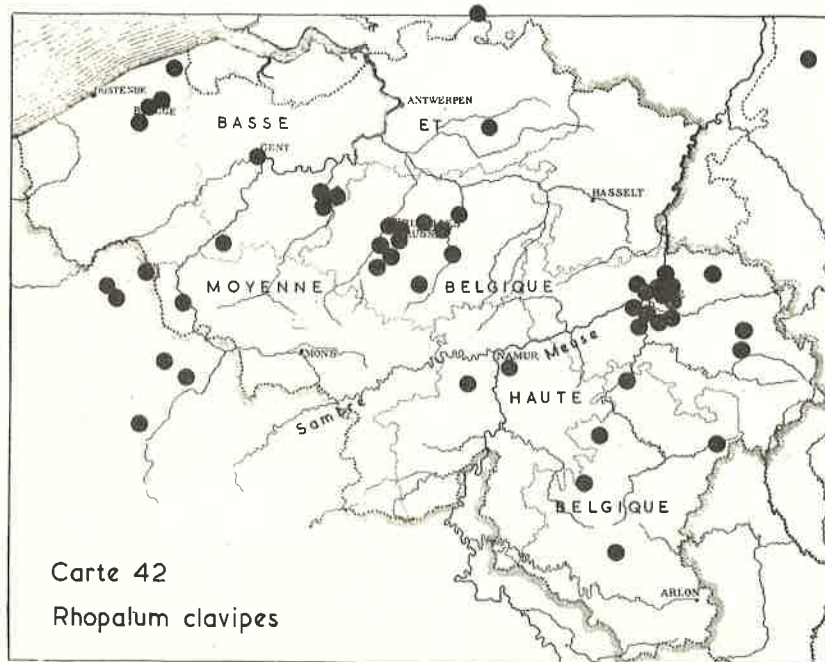 OSTENDE
ANTWERPEN
BASSE ET
GENT
HASSELT
MOYENNE BELGIQUE
MONS
NAMUR
Meuse
HAUTE
Sambre
BELGIQUE
ARLON
Carte 42
Rhopalum clavipes